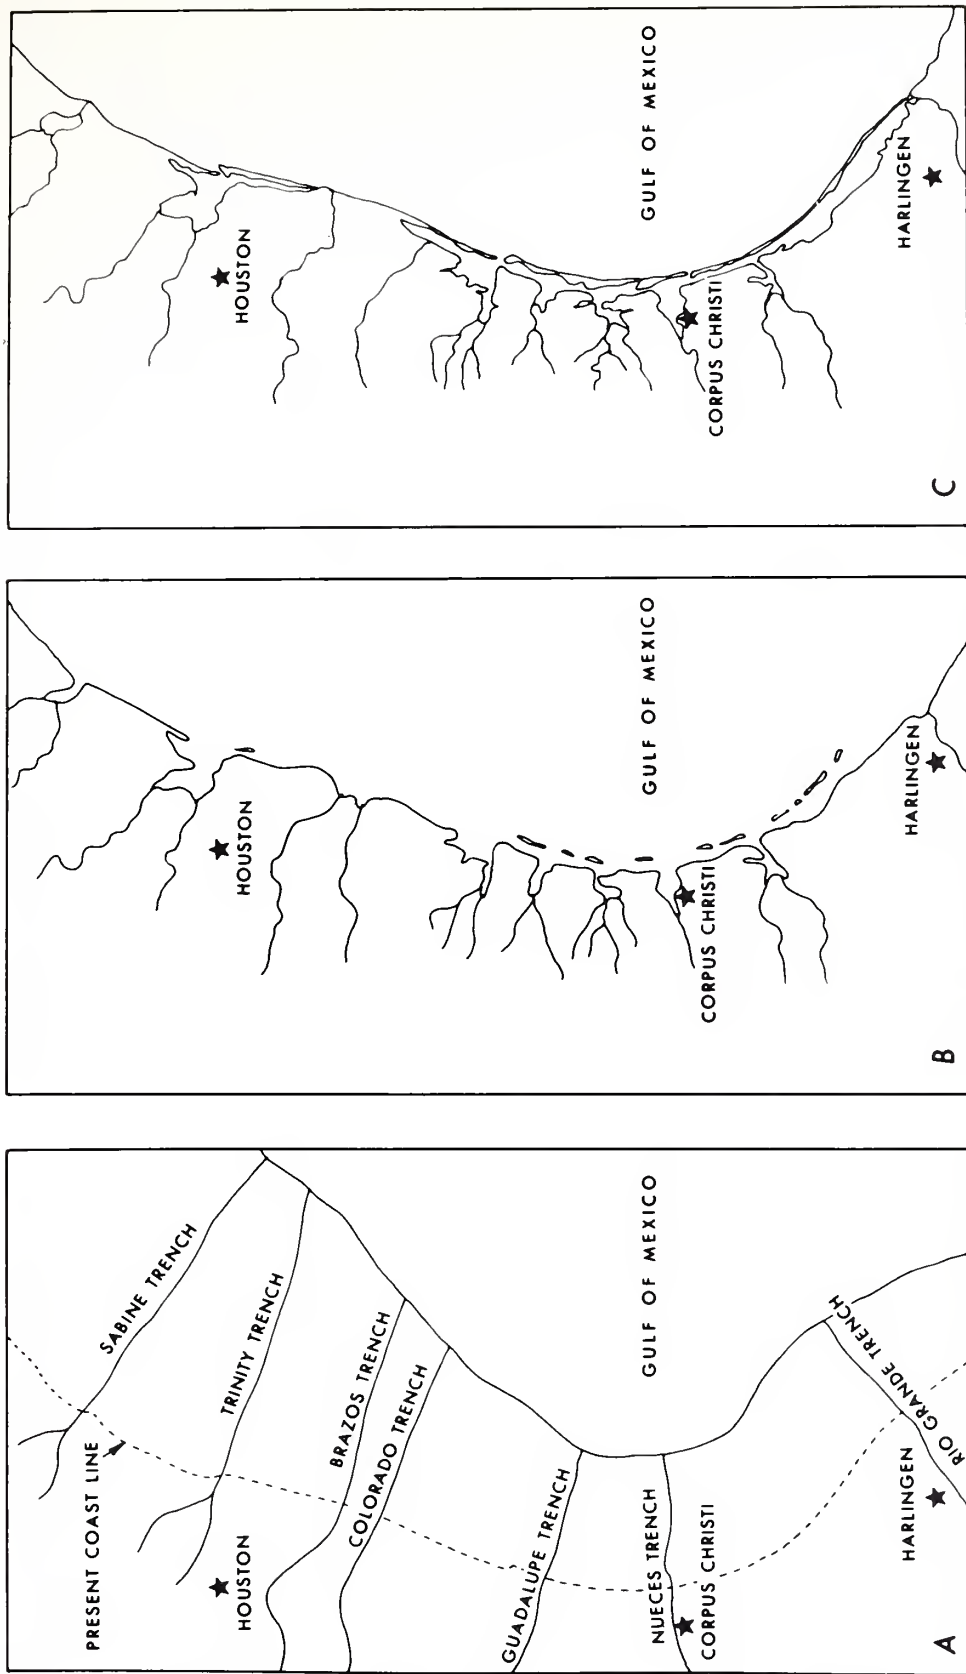 SABINE TRENCH
PRESENT COAST LINE
TRINITY TRENCH
HOUSTON
BRAZOS TRENCH
COLORADO TRENCH
GULF OF MEXICO
GUADALUPE TRENCH
NUECES TRENCH
CORPUS CHRISTI
RIO GRANDE TRENCH
HARLINGEN
A
HOUSTON
GULF OF MEXICO
CORPUS CHRISTI
HARLINGEN
B
HOUSTON
GULF OF MEXICO
CORPUS CHRISTI
HARLINGEN
C